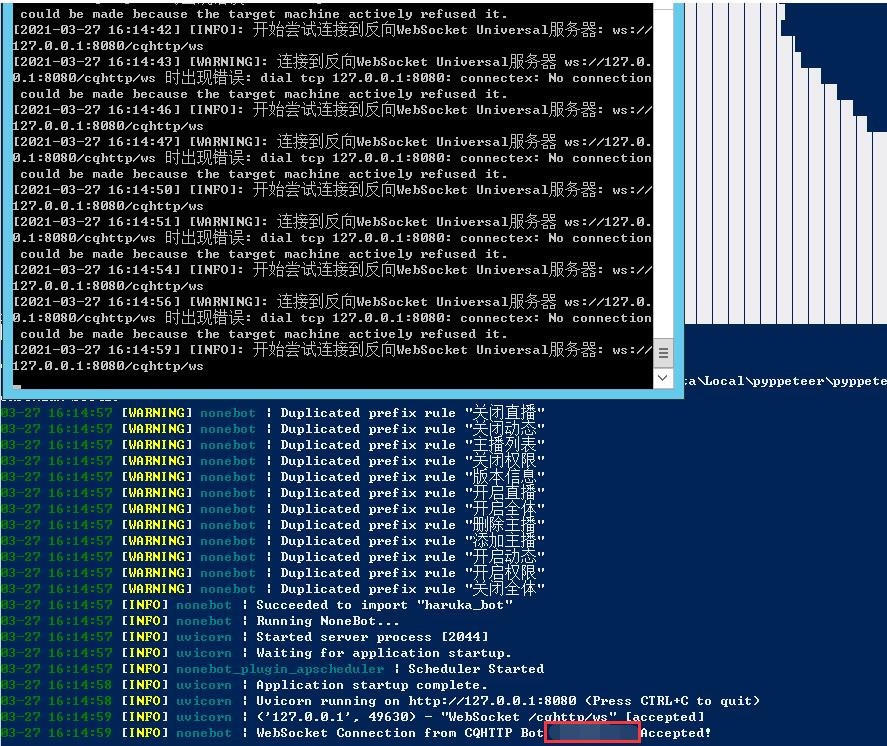 could be made because the target machine actively refused it.
[2021-03-27 16:14:42] [INFO]: 开始尝试连接到反向WebSocket Universal服务器: ws://
127.0.0.1:8080/cqhttp/ws
[2021-03-27 16:14:43] [WARNING]: 连接到反向WebSocket Universal服务器 ws://127.0.
0.1:8080/cqhttp/ws 时出现错误: dial tcp 127.0.0.1:8080: connectex: No connection
could be made because the target machine actively refused it.
[2021-03-27 16:14:46] [INFO]: 开始尝试连接到反向WebSocket Universal服务器: ws://
127.0.0.1:8080/cqhttp/ws
[2021-03-27 16:14:47] [WARNING]: 连接到反向WebSocket Universal服务器 ws://127.0.
0.1:8080/cqhttp/ws 时出现错误: dial tcp 127.0.0.1:8080: connectex: No connection
could be made because the target machine actively refused it.
[2021-03-27 16:14:50] [INFO]: 开始尝试连接到反向WebSocket Universal服务器: ws://
127.0.0.1:8080/cqhttp/ws
[2021-03-27 16:14:51] [WARNING]: 连接到反向WebSocket Universal服务器 ws://127.0.
0.1:8080/cqhttp/ws 时出现错误: dial tcp 127.0.0.1:8080: connectex: No connection
could be made because the target machine actively refused it.
[2021-03-27 16:14:54] [INFO]: 开始尝试连接到反向WebSocket Universal服务器: ws://
127.0.0.1:8080/cqhttp/ws
[2021-03-27 16:14:56] [WARNING]: 连接到反向WebSocket Universal服务器 ws://127.0.
0.1:8080/cqhttp/ws 时出现错误: dial tcp 127.0.0.1:8080: connectex: No connection
could be made because the target machine actively refused it.
[2021-03-27 16:14:59] [INFO]: 开始尝试连接到反向WebSocket Universal服务器: ws://
127.0.0.1:8080/cqhttp/ws
ta\Local\pyppeteer\pyppete
03-27 16:14:57 [WARNING] nonebot | Duplicated prefix rule "关闭直播"
03-27 16:14:57 [WARNING] nonebot | Duplicated prefix rule "关闭动态"
03-27 16:14:57 [WARNING] nonebot | Duplicated prefix rule "主播列表"
03-27 16:14:57 [WARNING] nonebot | Duplicated prefix rule "关闭权限"
03-27 16:14:57 [WARNING] nonebot | Duplicated prefix rule "版本信息"
03-27 16:14:57 [WARNING] nonebot | Duplicated prefix rule "开启直播"
03-27 16:14:57 [WARNING] nonebot | Duplicated prefix rule "开启全体"
03-27 16:14:57 [WARNING] nonebot | Duplicated prefix rule "删除主播"
03-27 16:14:57 [WARNING] nonebot | Duplicated prefix rule "添加主播"
03-27 16:14:57 [WARNING] nonebot | Duplicated prefix rule "开启动态"
03-27 16:14:57 [WARNING] nonebot | Duplicated prefix rule "开启权限"
03-27 16:14:57 [WARNING] nonebot | Duplicated prefix rule "关闭全体"
03-27 16:14:57 [INFO] nonebot | Succeeded to import "haruka_bot"
03-27 16:14:57 [INFO] nonebot | Running NoneBot...
03-27 16:14:57 [INFO] uvicorn | Started server process [2044]
03-27 16:14:57 [INFO] uvicorn | Waiting for application startup.
03-27 16:14:58 [INFO] nonebot_plugin_apscheduler | Scheduler Started
03-27 16:14:58 [INFO] uvicorn | Application startup complete.
03-27 16:14:58 [INFO] uvicorn | Uvicorn running on http://127.0.0.1:8080 (Press CTRL+C to quit)
03-27 16:14:59 [INFO] uvicorn | ('127.0.0.1', 49630) - "WebSocket /cqhttp/ws" [accepted]
03-27 16:14:59 [INFO] nonebot | WebSocket Connection from CQHTTP Bot Accepted!